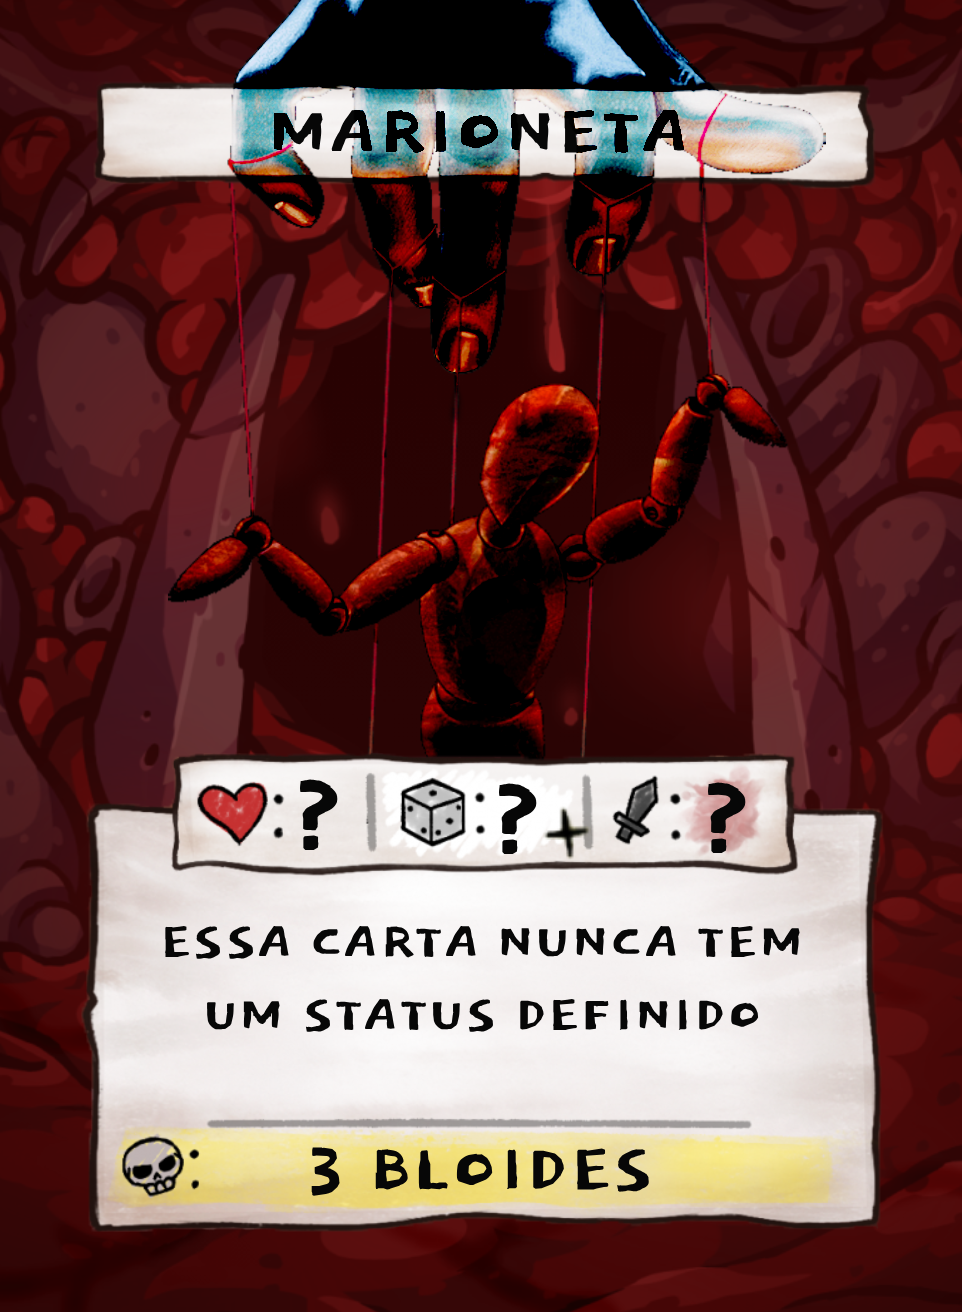 MARIONETA
: ? | : ?+ | : ?
ESSA CARTA NUNCA TEM
UM STATUS DEFINIDO
: 3 BLOIDES